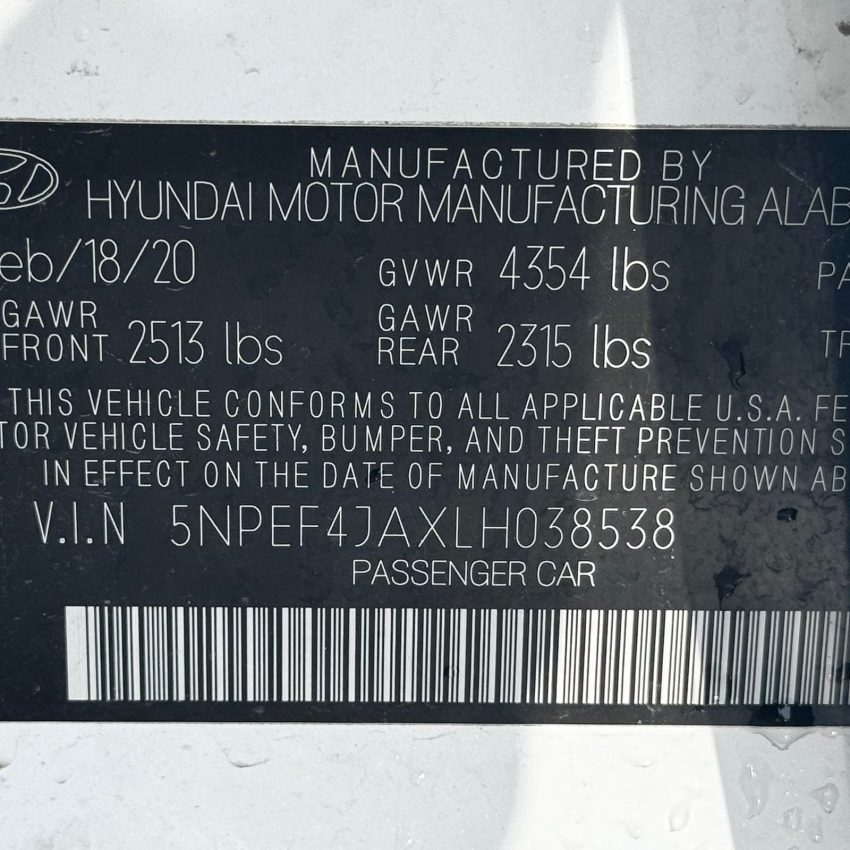 MANUFACTURED BY
HYUNDAI MOTOR MANUFACTURING ALAB
eb/18/20 GVWR 4354 lbs PA
GAWR FRONT 2513 lbs GAWR REAR 2315 lbs TR
THIS VEHICLE CONFORMS TO ALL APPLICABLE U.S.A. FE
TOR VEHICLE SAFETY, BUMPER, AND THEFT PREVENTION S
IN EFFECT ON THE DATE OF MANUFACTURE SHOWN AB
V.I.N 5NPEF4JAXLH038538
PASSENGER CAR